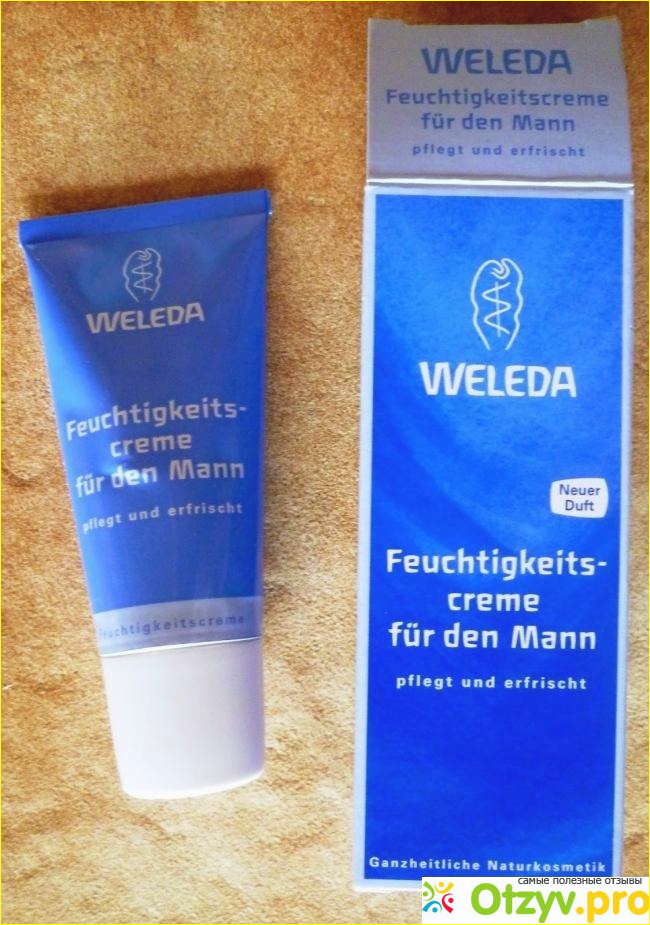 WELEDA
Feuchtigkeitscreme
für den Mann
pflegt und erfrischt
WELEDA
Feuchtigkeits-
creme
für den Mann
pflegt und erfrischt
Feuchtigkeitscreme
WELEDA
Neuer
Duft
Feuchtigkeits-
creme
für den Mann
pflegt und erfrischt
Ganzheitliche Naturkosmetik
самые полезные отзывы
Otzyv.pro